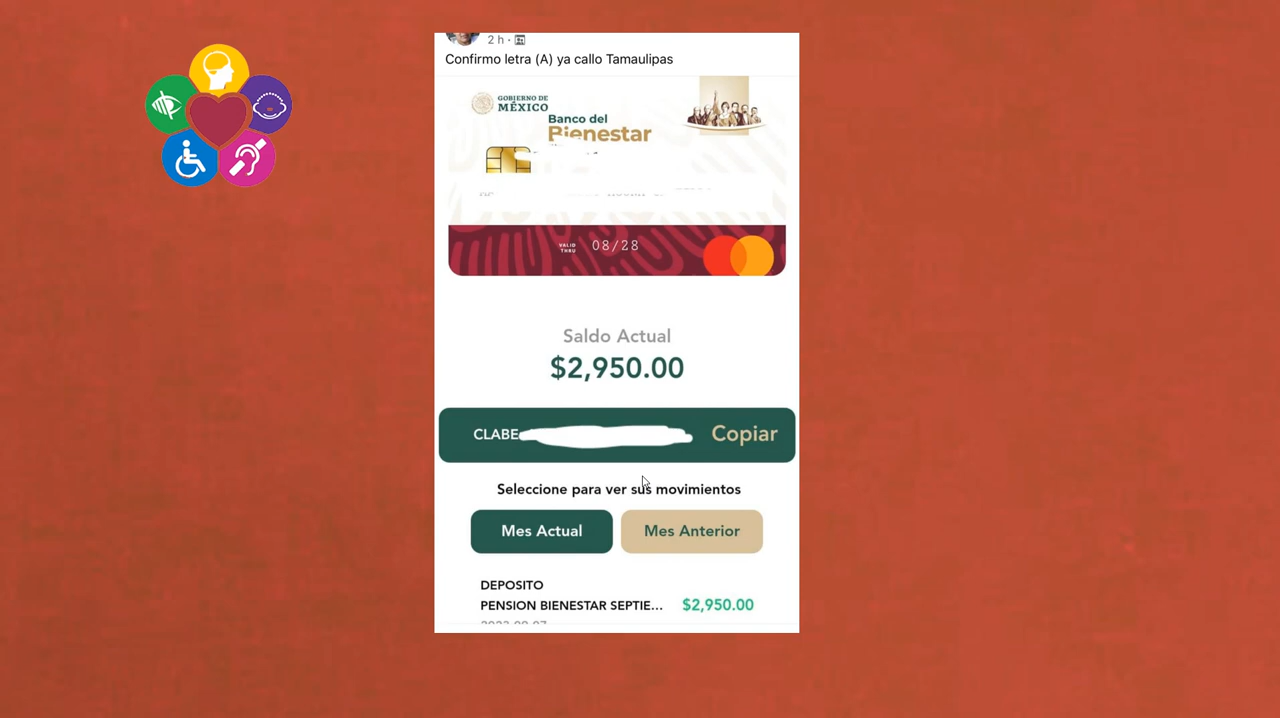 2 h ·
Confirmo letra (A) ya callo Tamaulipas
GOBIERNO DE
MÉXICO
Banco del
Bienestar
VALID
THRU
08/28
Saldo Actual
$2,950.00
CLABE
Copiar
Seleccione para ver sus movimientos
Mes Actual
Mes Anterior
DEPOSITO
PENSION BIENESTAR SEPTIE... $2,950.00